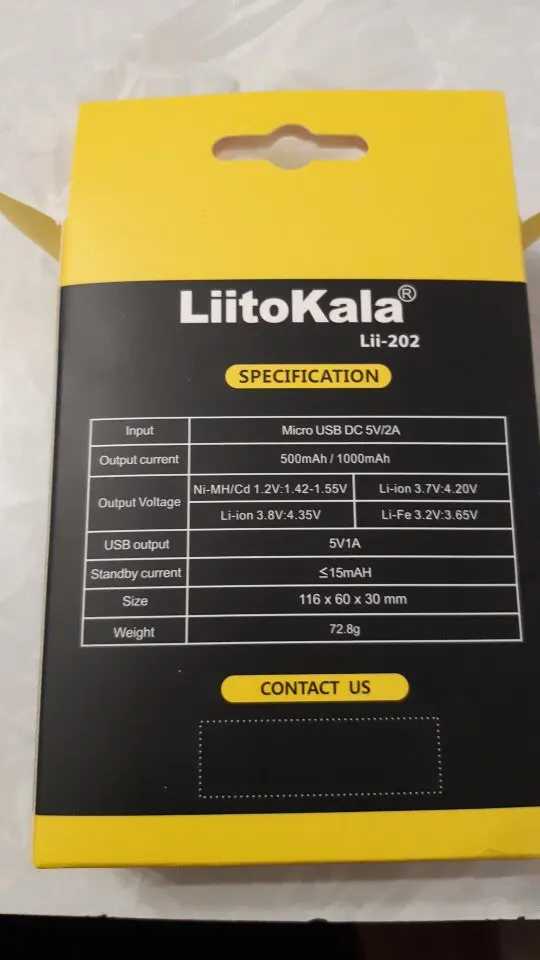 LiitoKala®
Lii-202
SPECIFICATION
Input Micro USB DC 5V/2A
Output current 500mAh / 1000mAh
Output Voltage Ni-MH/Cd 1.2V:1.42-1.55V Li-ion 3.7V:4.20V
Li-ion 3.8V:4.35V Li-Fe 3.2V:3.65V
USB output 5V1A
Standby current ≤15mAH
Size 116 x 60 x 30 mm
Weight 72.8g
CONTACT US